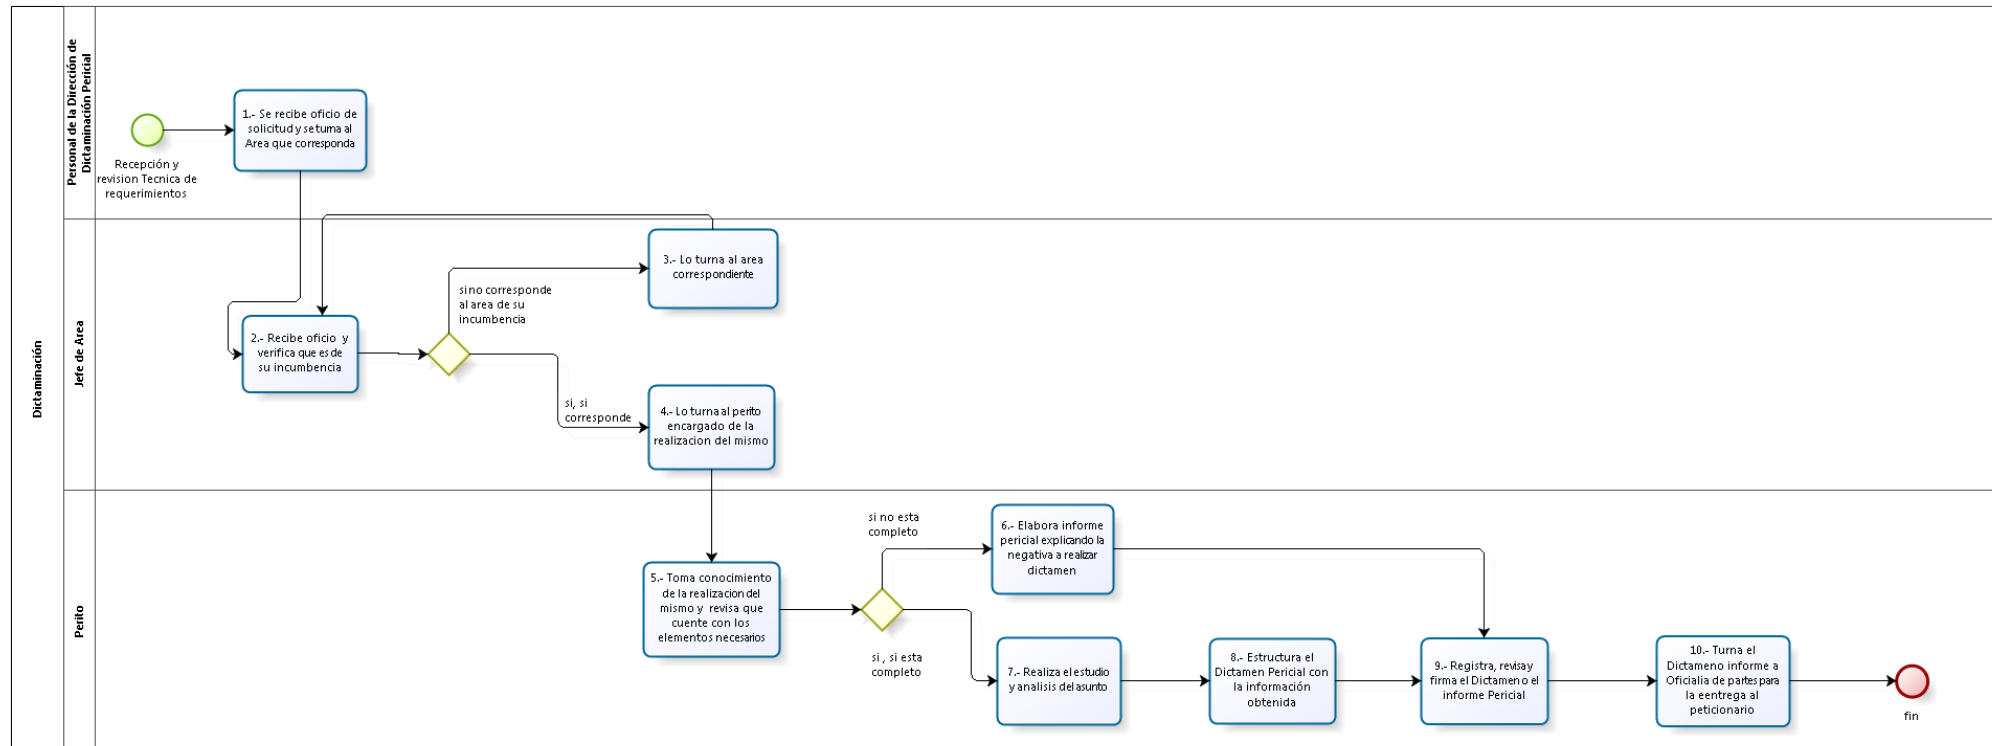 Dictaminación
Personal de la Dirección de
Dictaminación Pericial
Recepción y
revision Tecnica de
requerimientos
1.- Se recibe oficio de
solicitud y se turna al
Area que corresponda
Jefe de Area
2.- Recibe oficio y
verifica que es de
su incumbencia
si no corresponde
al area de su
incumbencia
3.- Lo turna al area
correspondiente
si, si
corresponde
4.- Lo turna al perito
encargado de la
realizacion del mismo
Perito
5.- Toma conocimiento
de la realizacion del
mismo y revisa que
cuente con los
elementos necesarios
si no esta
completo
6.- Elabora informe
pericial explicando la
negativa a realizar
dictamen
si , si esta
completo
7.- Realiza el estudio
y analisis del asunto
8.- Estructura el
Dictamen Pericial con
la información
obtenida
9.- Registra, revisa y
firma el Dictamen o el
informe Pericial
10.- Turna el
Dictamen o informe a
Oficialia de partes para
la eentrega al
peticionario
fin